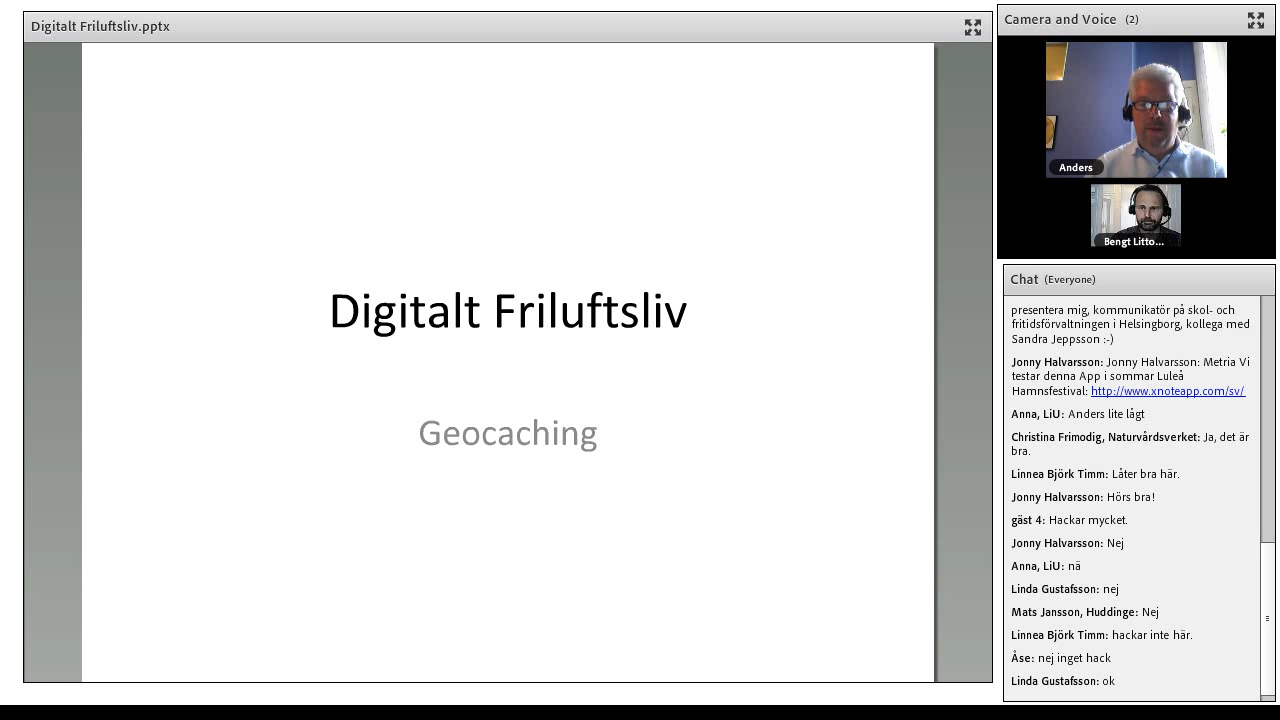 Digitalt Friluftsliv.pptx
Digitalt Friluftsliv
Geocaching
Camera and Voice (2)
Anders
Bengt Litto...
Chat (Everyone)
presentera mig, kommunikatör på skol- och
fritidsförvaltningen i Helsingborg, kollega med
Sandra Jeppsson :-)
Jonny Halvarsson: Jonny Halvarsson: Metria Vi
testar denna App i sommar Luleå
Hamnsfestival: http://www.xnoteapp.com/sv/
Anna, LiU: Anders lite lågt
Christina Frimodig, Naturvårdsverket: Ja, det är
bra.
Linnea Björk Timm: Låter bra här.
Jonny Halvarsson: Hörs bra!
gäst 4: Hackar mycket.
Jonny Halvarsson: Nej
Anna, LiU: nä
Linda Gustafsson: nej
Mats Jansson, Huddinge: Nej
Linnea Björk Timm: hackar inte här.
Åse: nej inget hack
Linda Gustafsson: ok